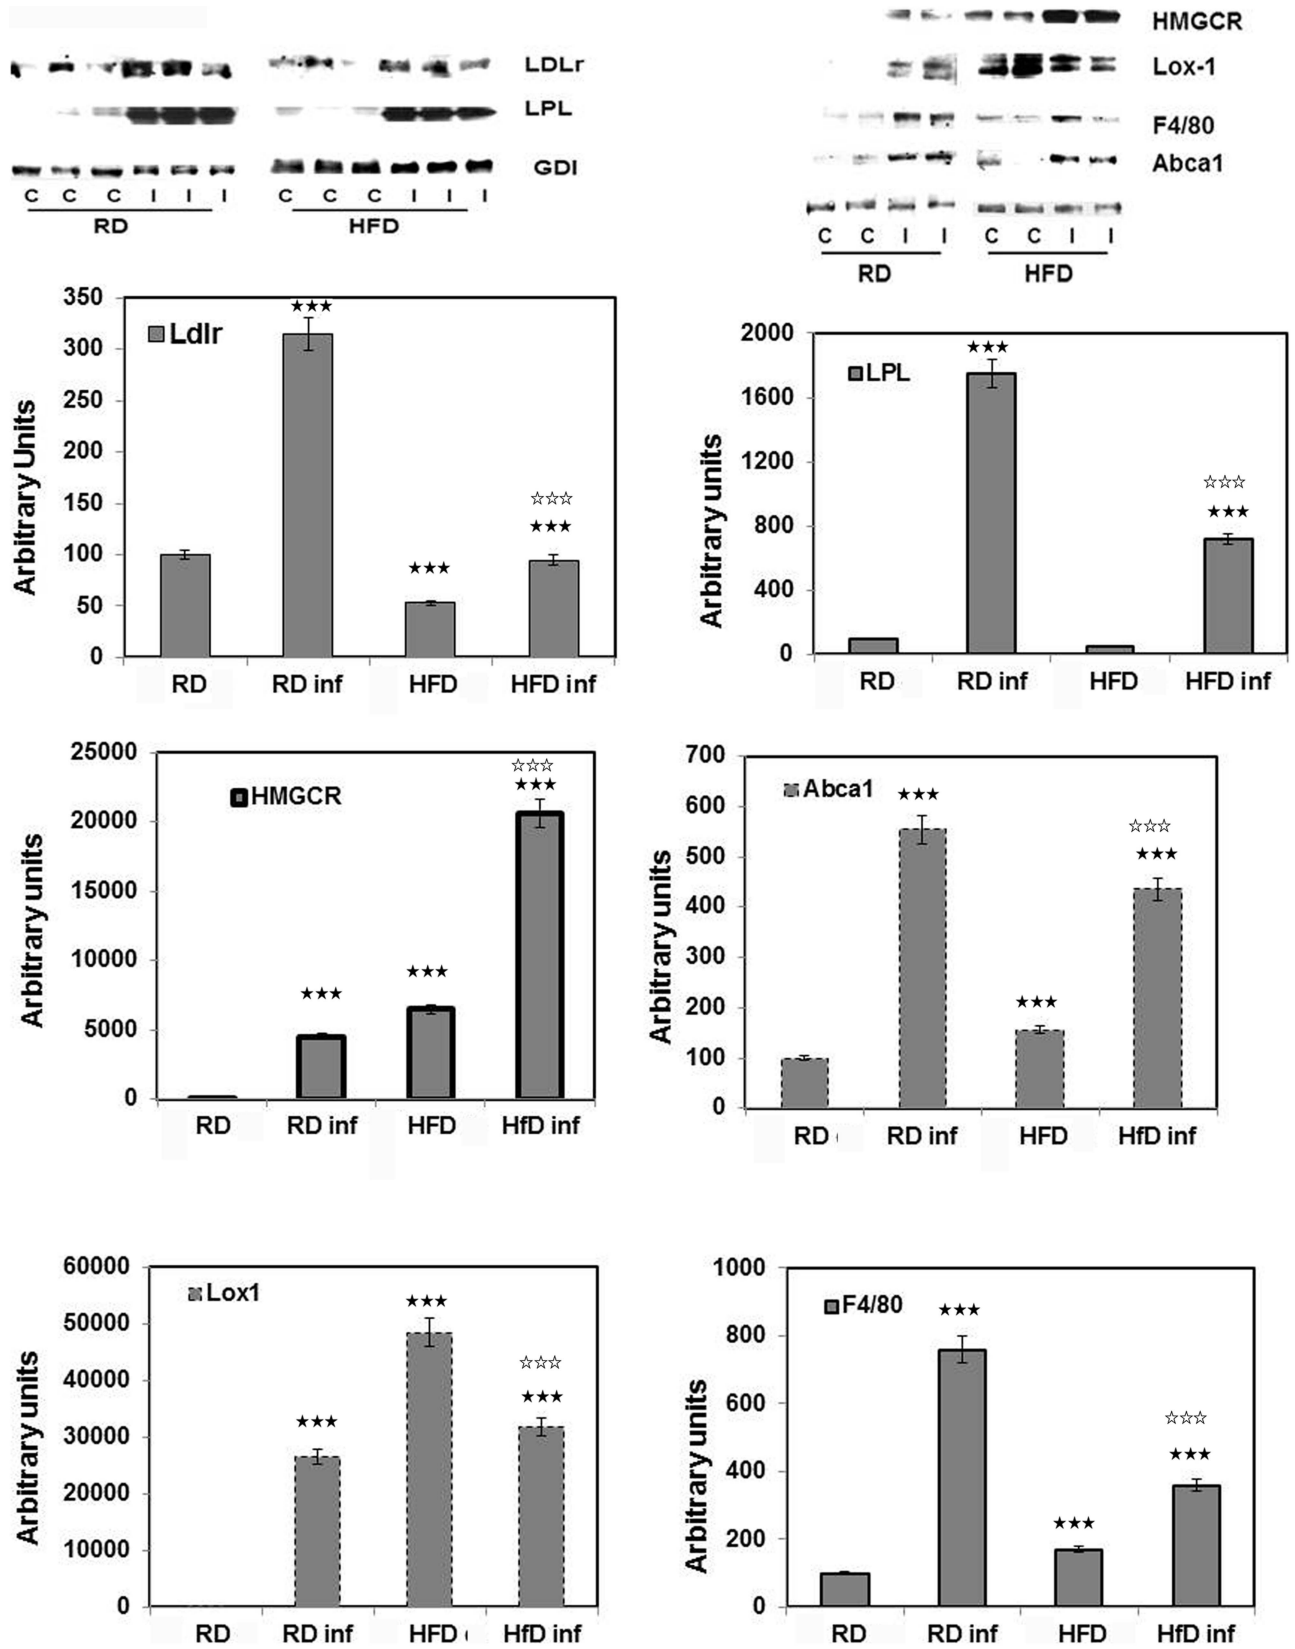 LDLr
LPL
GDI
C C C I I I C C C I I I
RD HFD
HMGCR
Lox-1
F4/80
Abca1
C C I I C C I I
RD HFD
Arbitrary Units
350
300
250
200
150
100
50
0
Ldlr
★★★
★★★
☆☆☆
★★★
RD RD inf HFD HFD inf
Arbitrary units
2000
1600
1200
800
400
0
LPL
★★★
☆☆☆
★★★
RD RD inf HFD HFD inf
Arbitrary units
25000
20000
15000
10000
5000
0
HMGCR
★★★
★★★
☆☆☆
★★★
RD RD inf HFD HfD inf
Arbitrary units
700
600
500
400
300
200
100
0
Abca1
★★★
★★★
☆☆☆
★★★
RD RD inf HFD HfD inf
Arbitrary units
60000
50000
40000
30000
20000
10000
0
Lox1
★★★
★★★
☆☆☆
★★★
RD RD inf HFD HfD inf
Arbitrary units
1000
800
600
400
200
0
F4/80
★★★
★★★
☆☆☆
★★★
RD RD inf HFD HfD inf